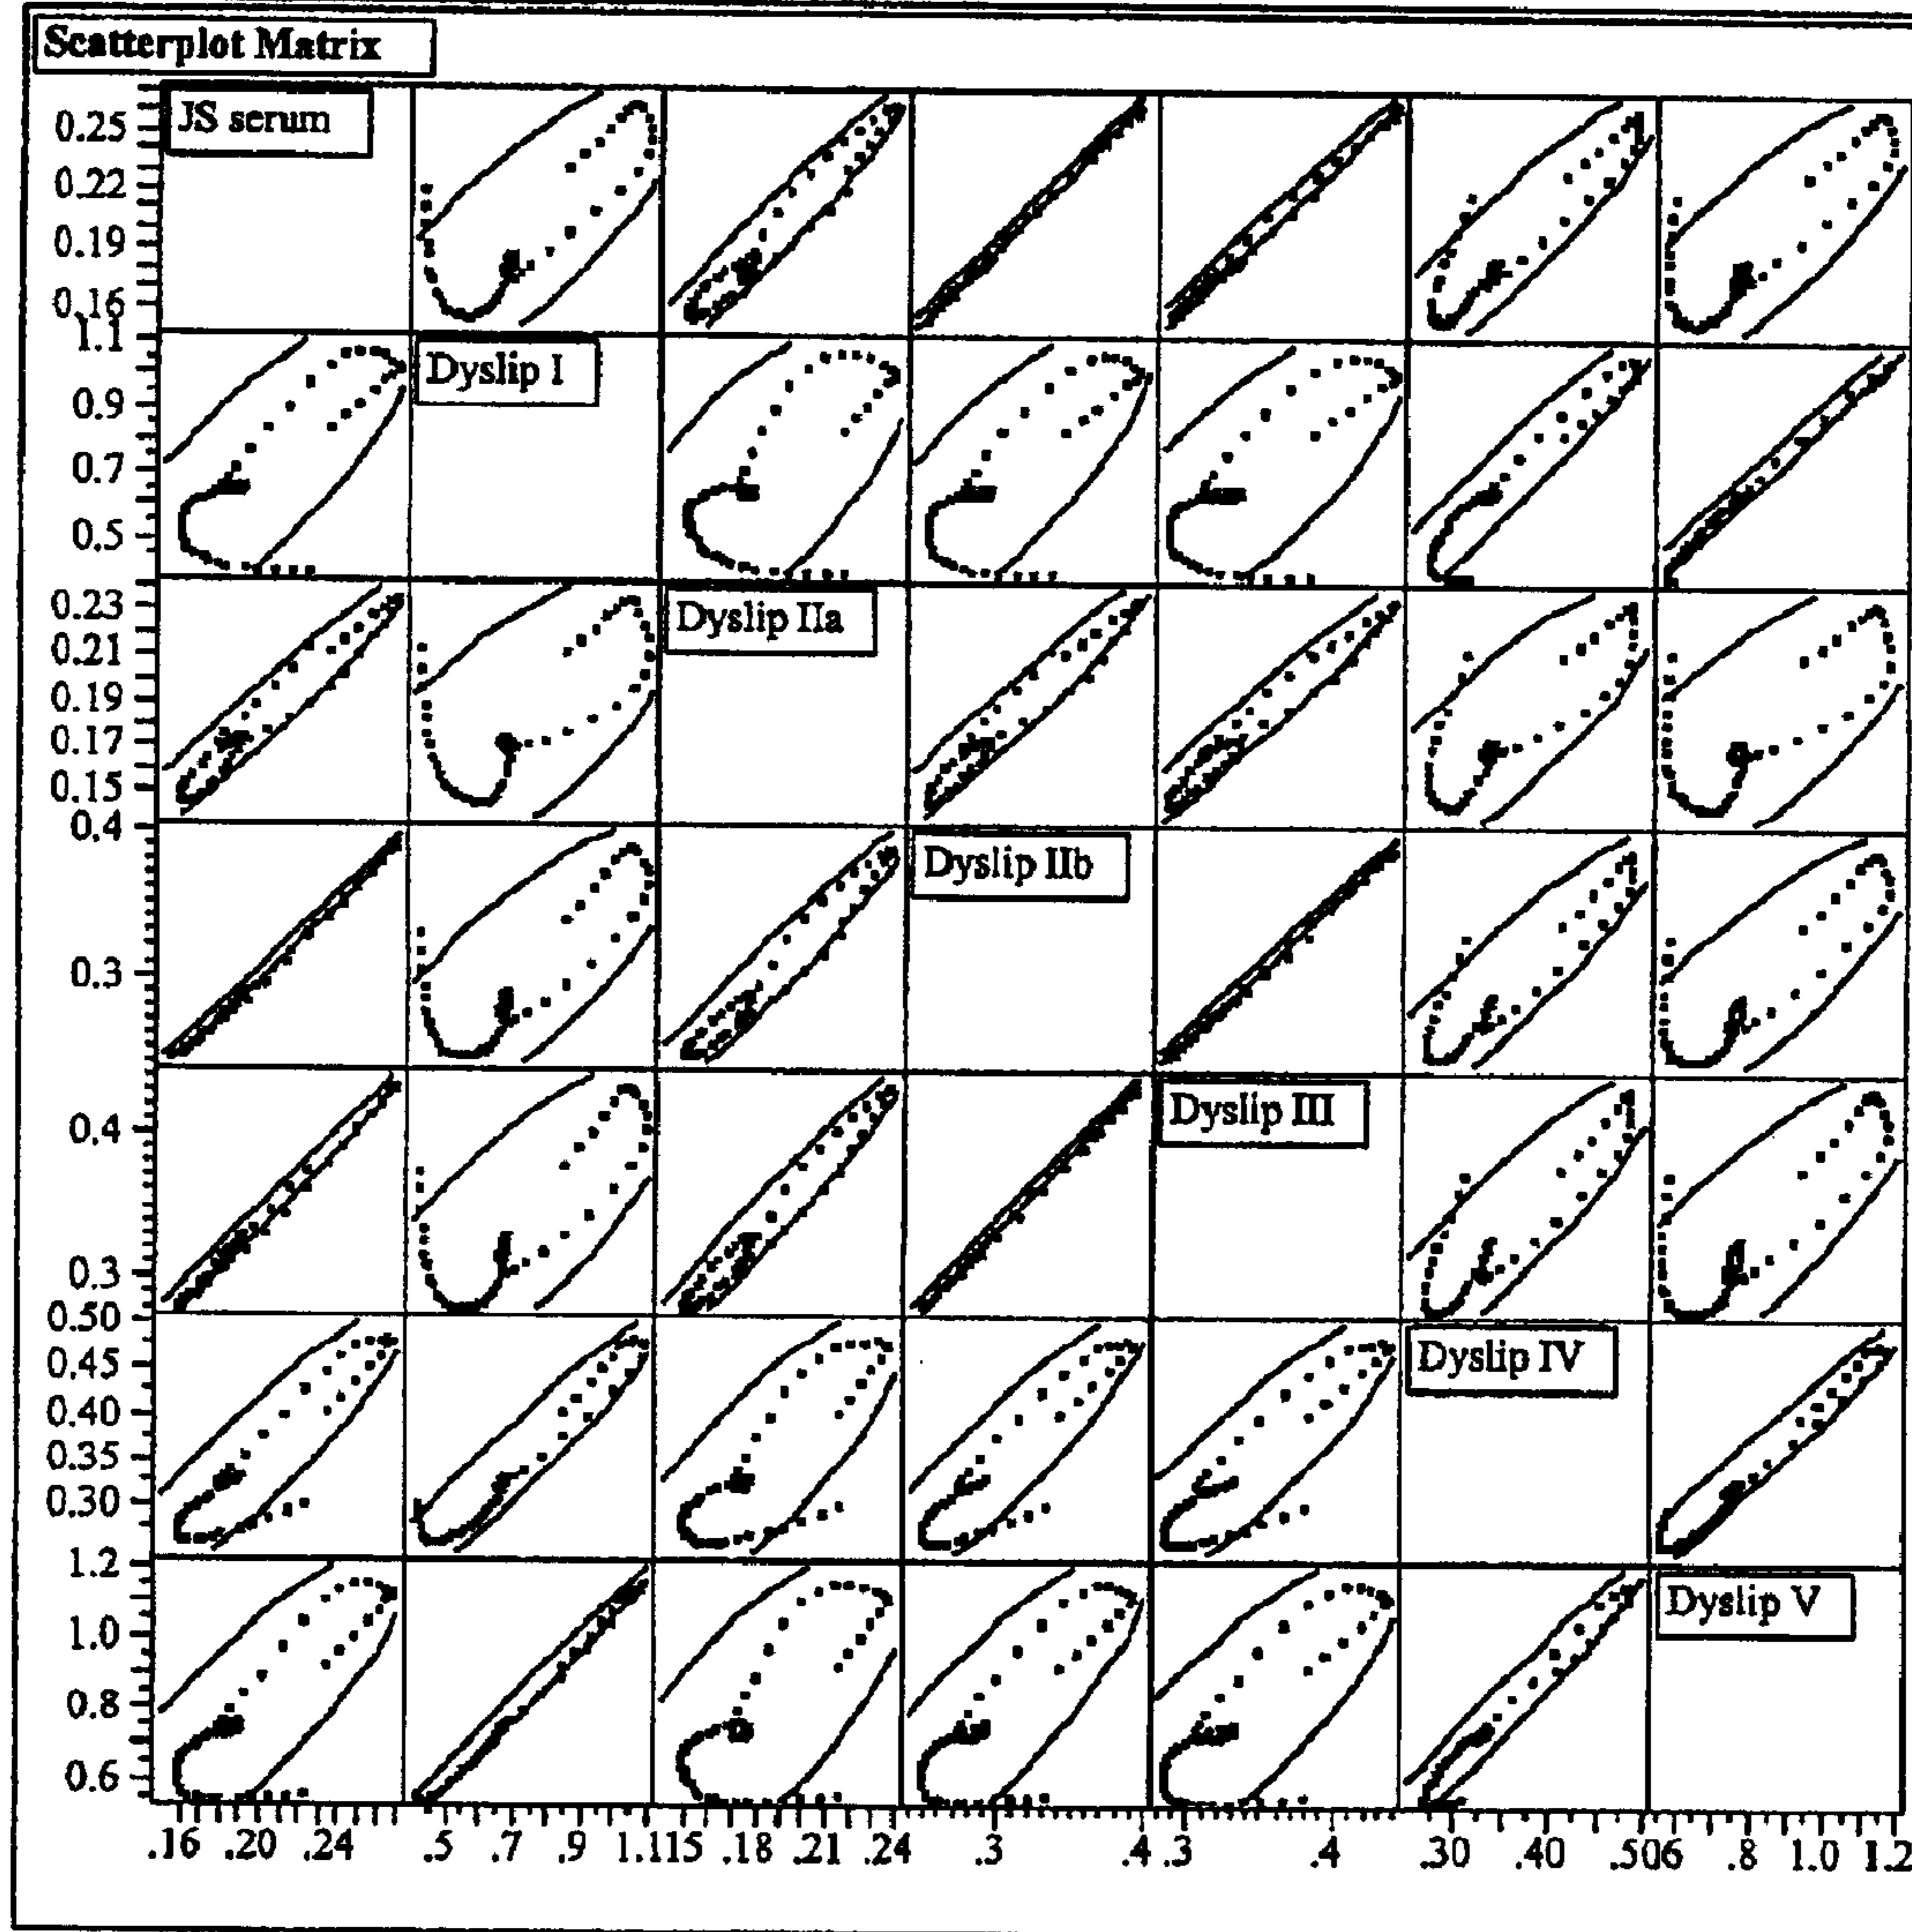 Scatterplot Matrix
JS serum
0.25
0.22
0.19
0.16
1.1
Dyslip I
0.9
0.7
0.5
0.23
Dyslip IIa
0.21
0.19
0.17
0.15
0.4
Dyslip IIb
0.3
0.4
Dyslip III
0.3
0.50
0.45
Dyslip IV
0.40
0.35
0.30
1.2
Dyslip V
1.0
0.8
0.6
.16 .20 .24 .5 .7 .9 1.1 .15 .18 .21 .24 .3 .4 .3 .4 .30 .40 .50 .6 .8 1.0 1.2